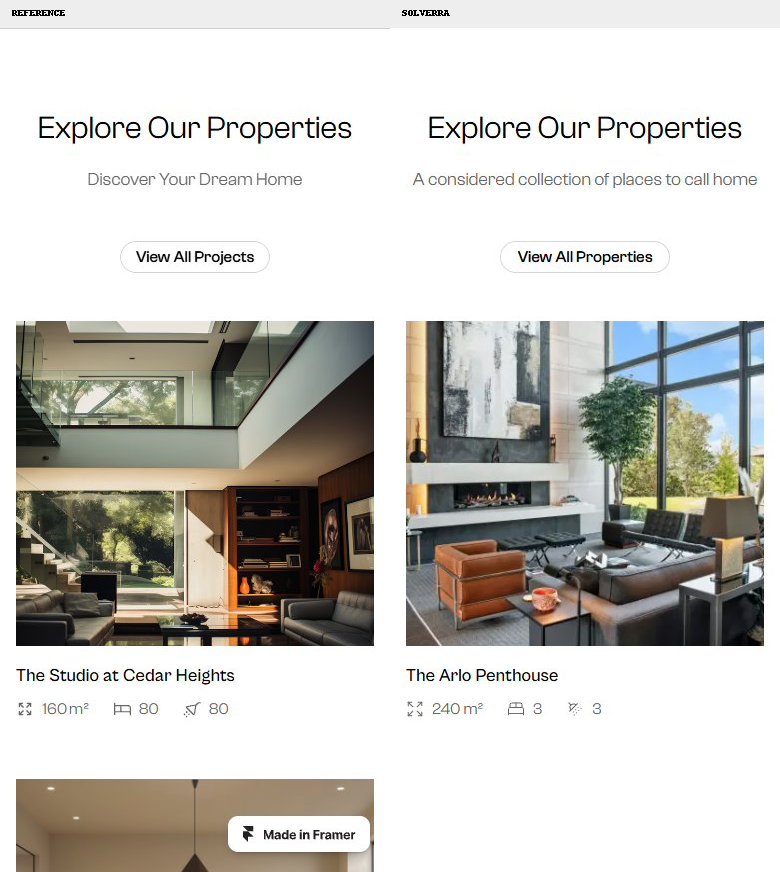 REFERENCE
Explore Our Properties
Discover Your Dream Home
View All Projects
The Studio at Cedar Heights
160 m² 80 80
Made in Framer
SOLVERRA
Explore Our Properties
A considered collection of places to call home
View All Properties
The Arlo Penthouse
240 m² 3 3